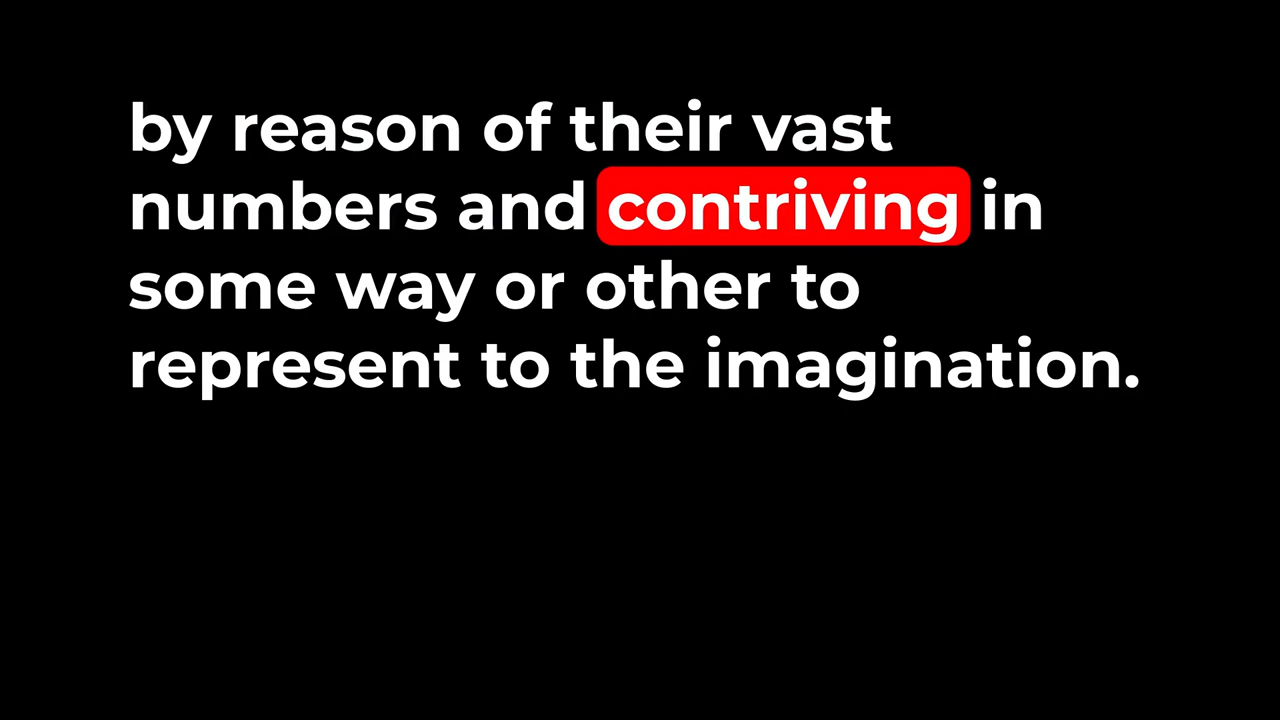 by reason of their vast
numbers and contriving in
some way or other to
represent to the imagination.